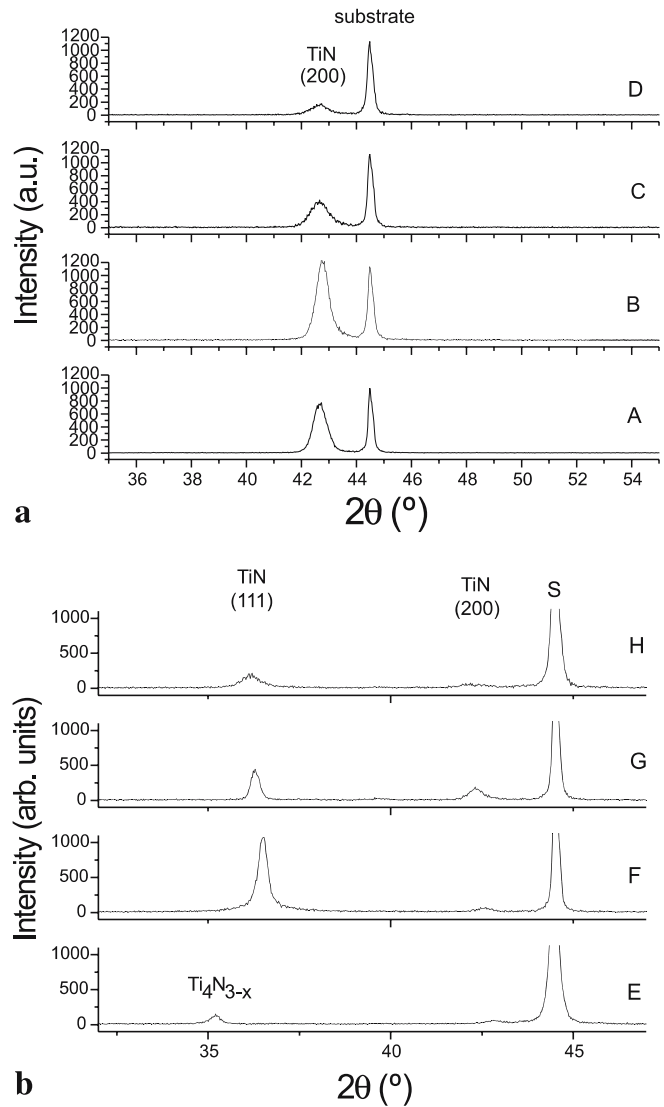 substrate
TiN
(200)
1200
1000
800
600
400
200
0
D
1200
1000
800
600
400
200
0
C
1200
1000
800
600
400
200
0
B
1200
1000
800
600
400
200
0
A
Intensity (a.u.)
36 38 40 42 44 46 48 50 52 54
a
2θ (º)
TiN
(111)
TiN
(200)
S
1000
500
0
H
1000
500
0
G
1000
500
0
F
1000
500
0
Ti4N3-x
E
Intensity (arb. units)
35 40 45
b
2θ (º)